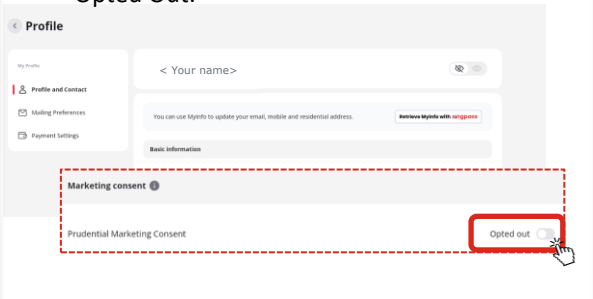 Opted Out.
Profile
My Profile
Profile and Contact
Mailing Preferences
Payment Settings
< Your name>
You can use Myinfo to update your email, mobile and residential address.
Retrieve Myinfo with singpass
Basic information
Marketing consent
Prudential Marketing Consent
Opted out